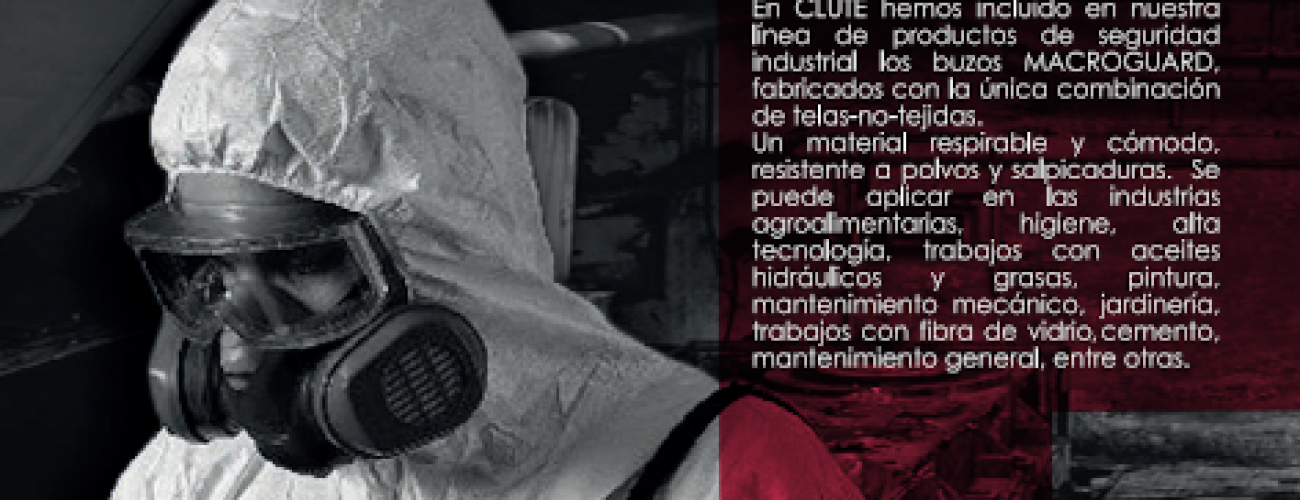 En CLUTE hemos incluido en nuestra
línea de productos de seguridad
industrial los buzos MACROGUARD,
fabricados con la única combinación
de telas-no-tejidas.
Un material respirable y cómodo,
resistente a polvos y salpicaduras. Se
puede aplicar en las industrias
agroalimentarias, higiene, alta
tecnología, trabajos con aceites
hidráulicos y grasas, pintura,
mantenimiento mecánico, jardinería,
trabajos con fibra de vidrio, cemento,
mantenimiento general, entre otras.